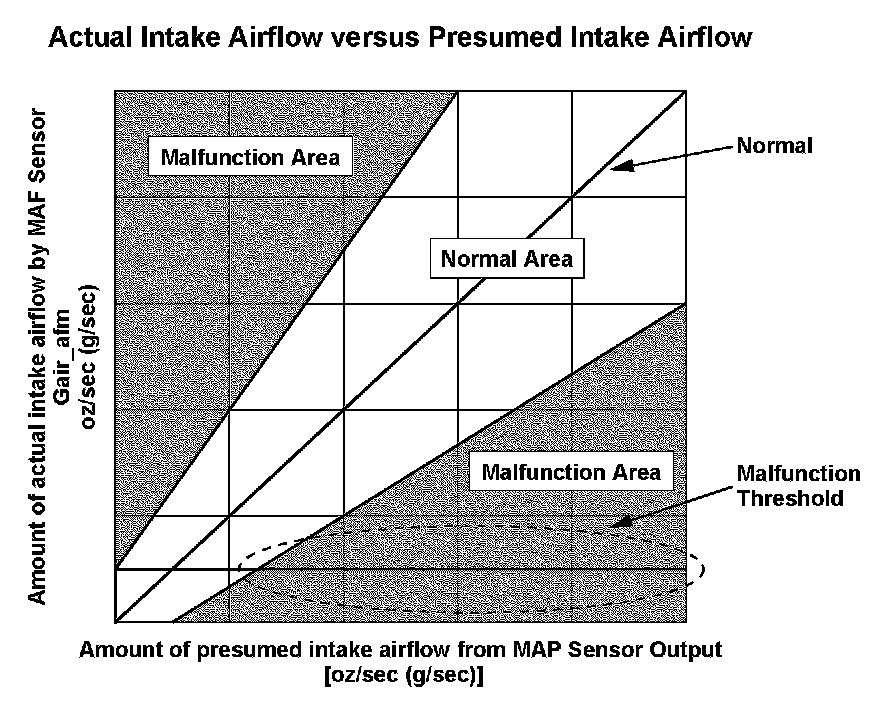 Actual Intake Airflow versus Presumed Intake Airflow
Amount of actual intake airflow by MAF Sensor
Gair_afm
oz/sec (g/sec)
Malfunction Area
Normal
Normal Area
Malfunction Area
Malfunction
Threshold
Amount of presumed intake airflow from MAP Sensor Output
[oz/sec (g/sec)]